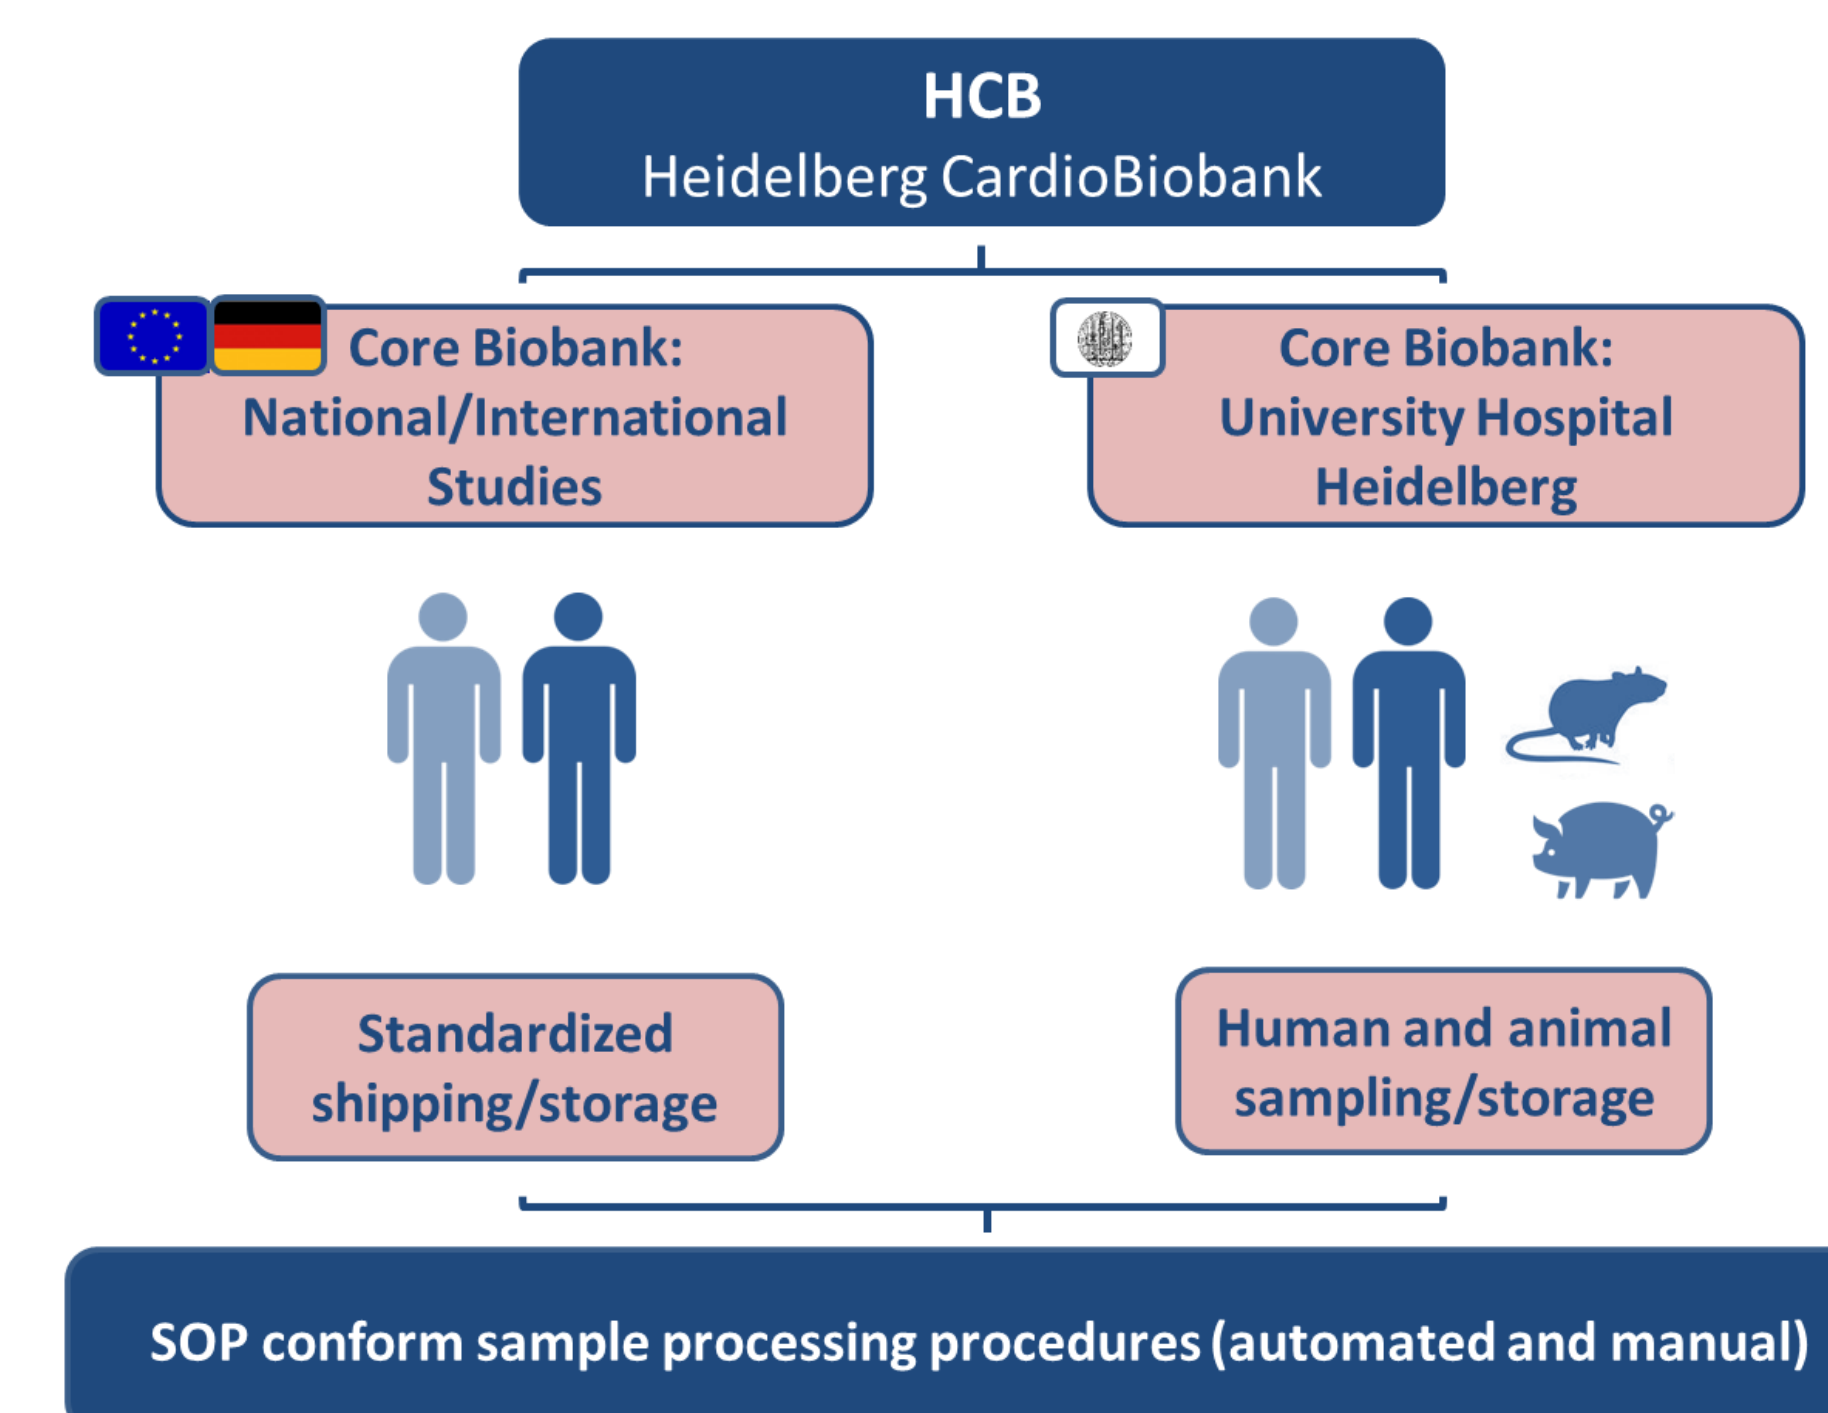 HCB
Heidelberg CardioBiobank
Core Biobank:
National/International
Studies
Core Biobank:
University Hospital
Heidelberg
Standardized
shipping/storage
Human and animal
sampling/storage
SOP conform sample processing procedures (automated and manual)